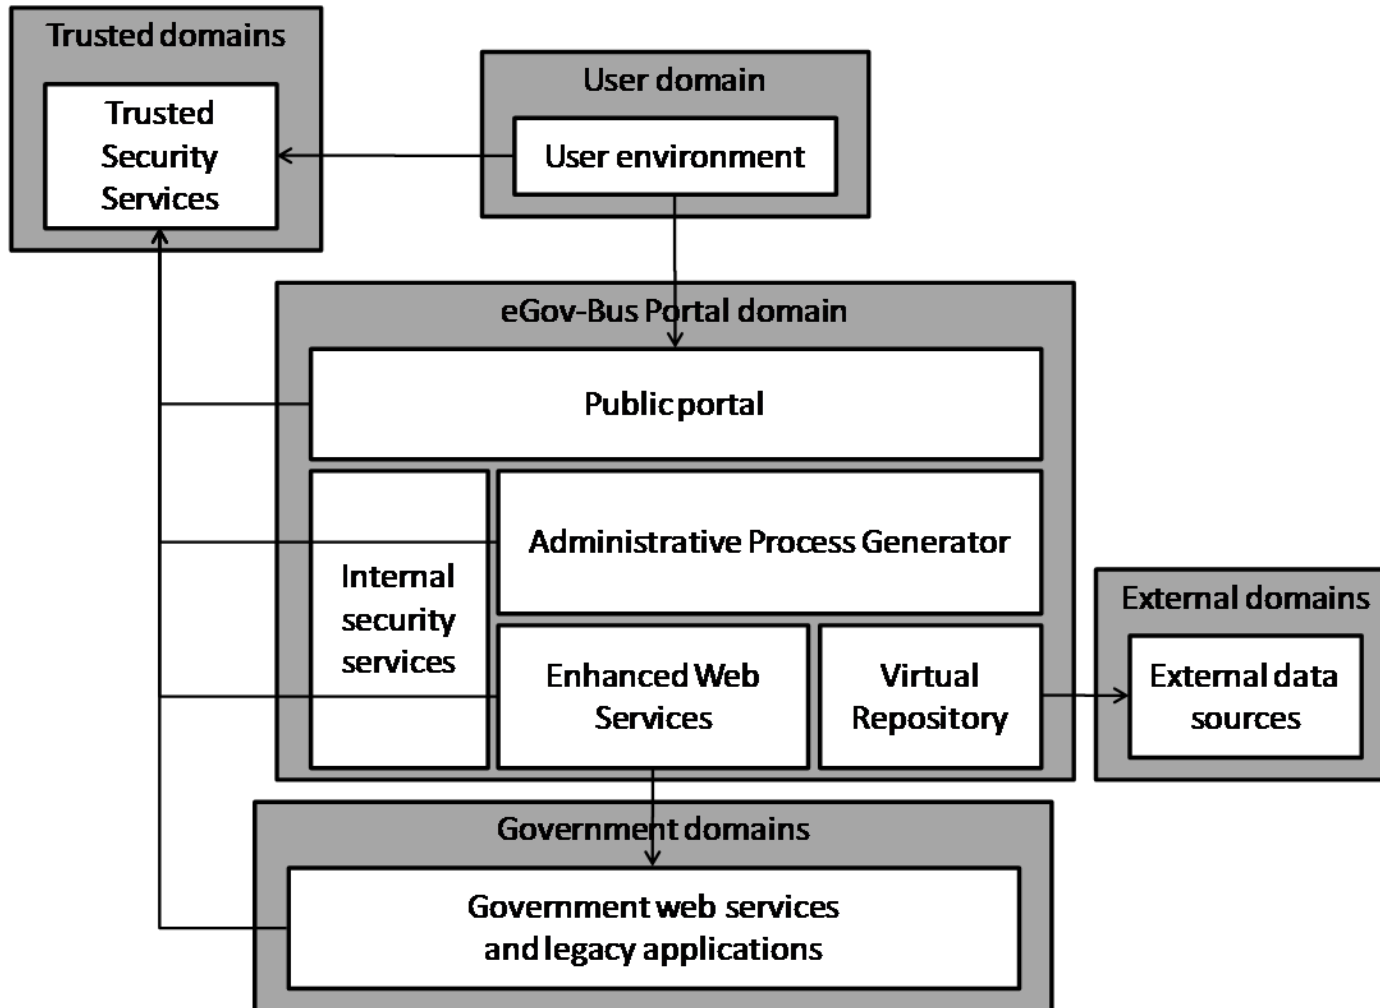 Trusted domains
Trusted
Security
Services
User domain
User environment
eGov-Bus Portal domain
Public portal
Administrative Process Generator
Internal
security
services
Enhanced Web
Services
Virtual
Repository
External domains
External data
sources
Government domains
Government web services
and legacy applications